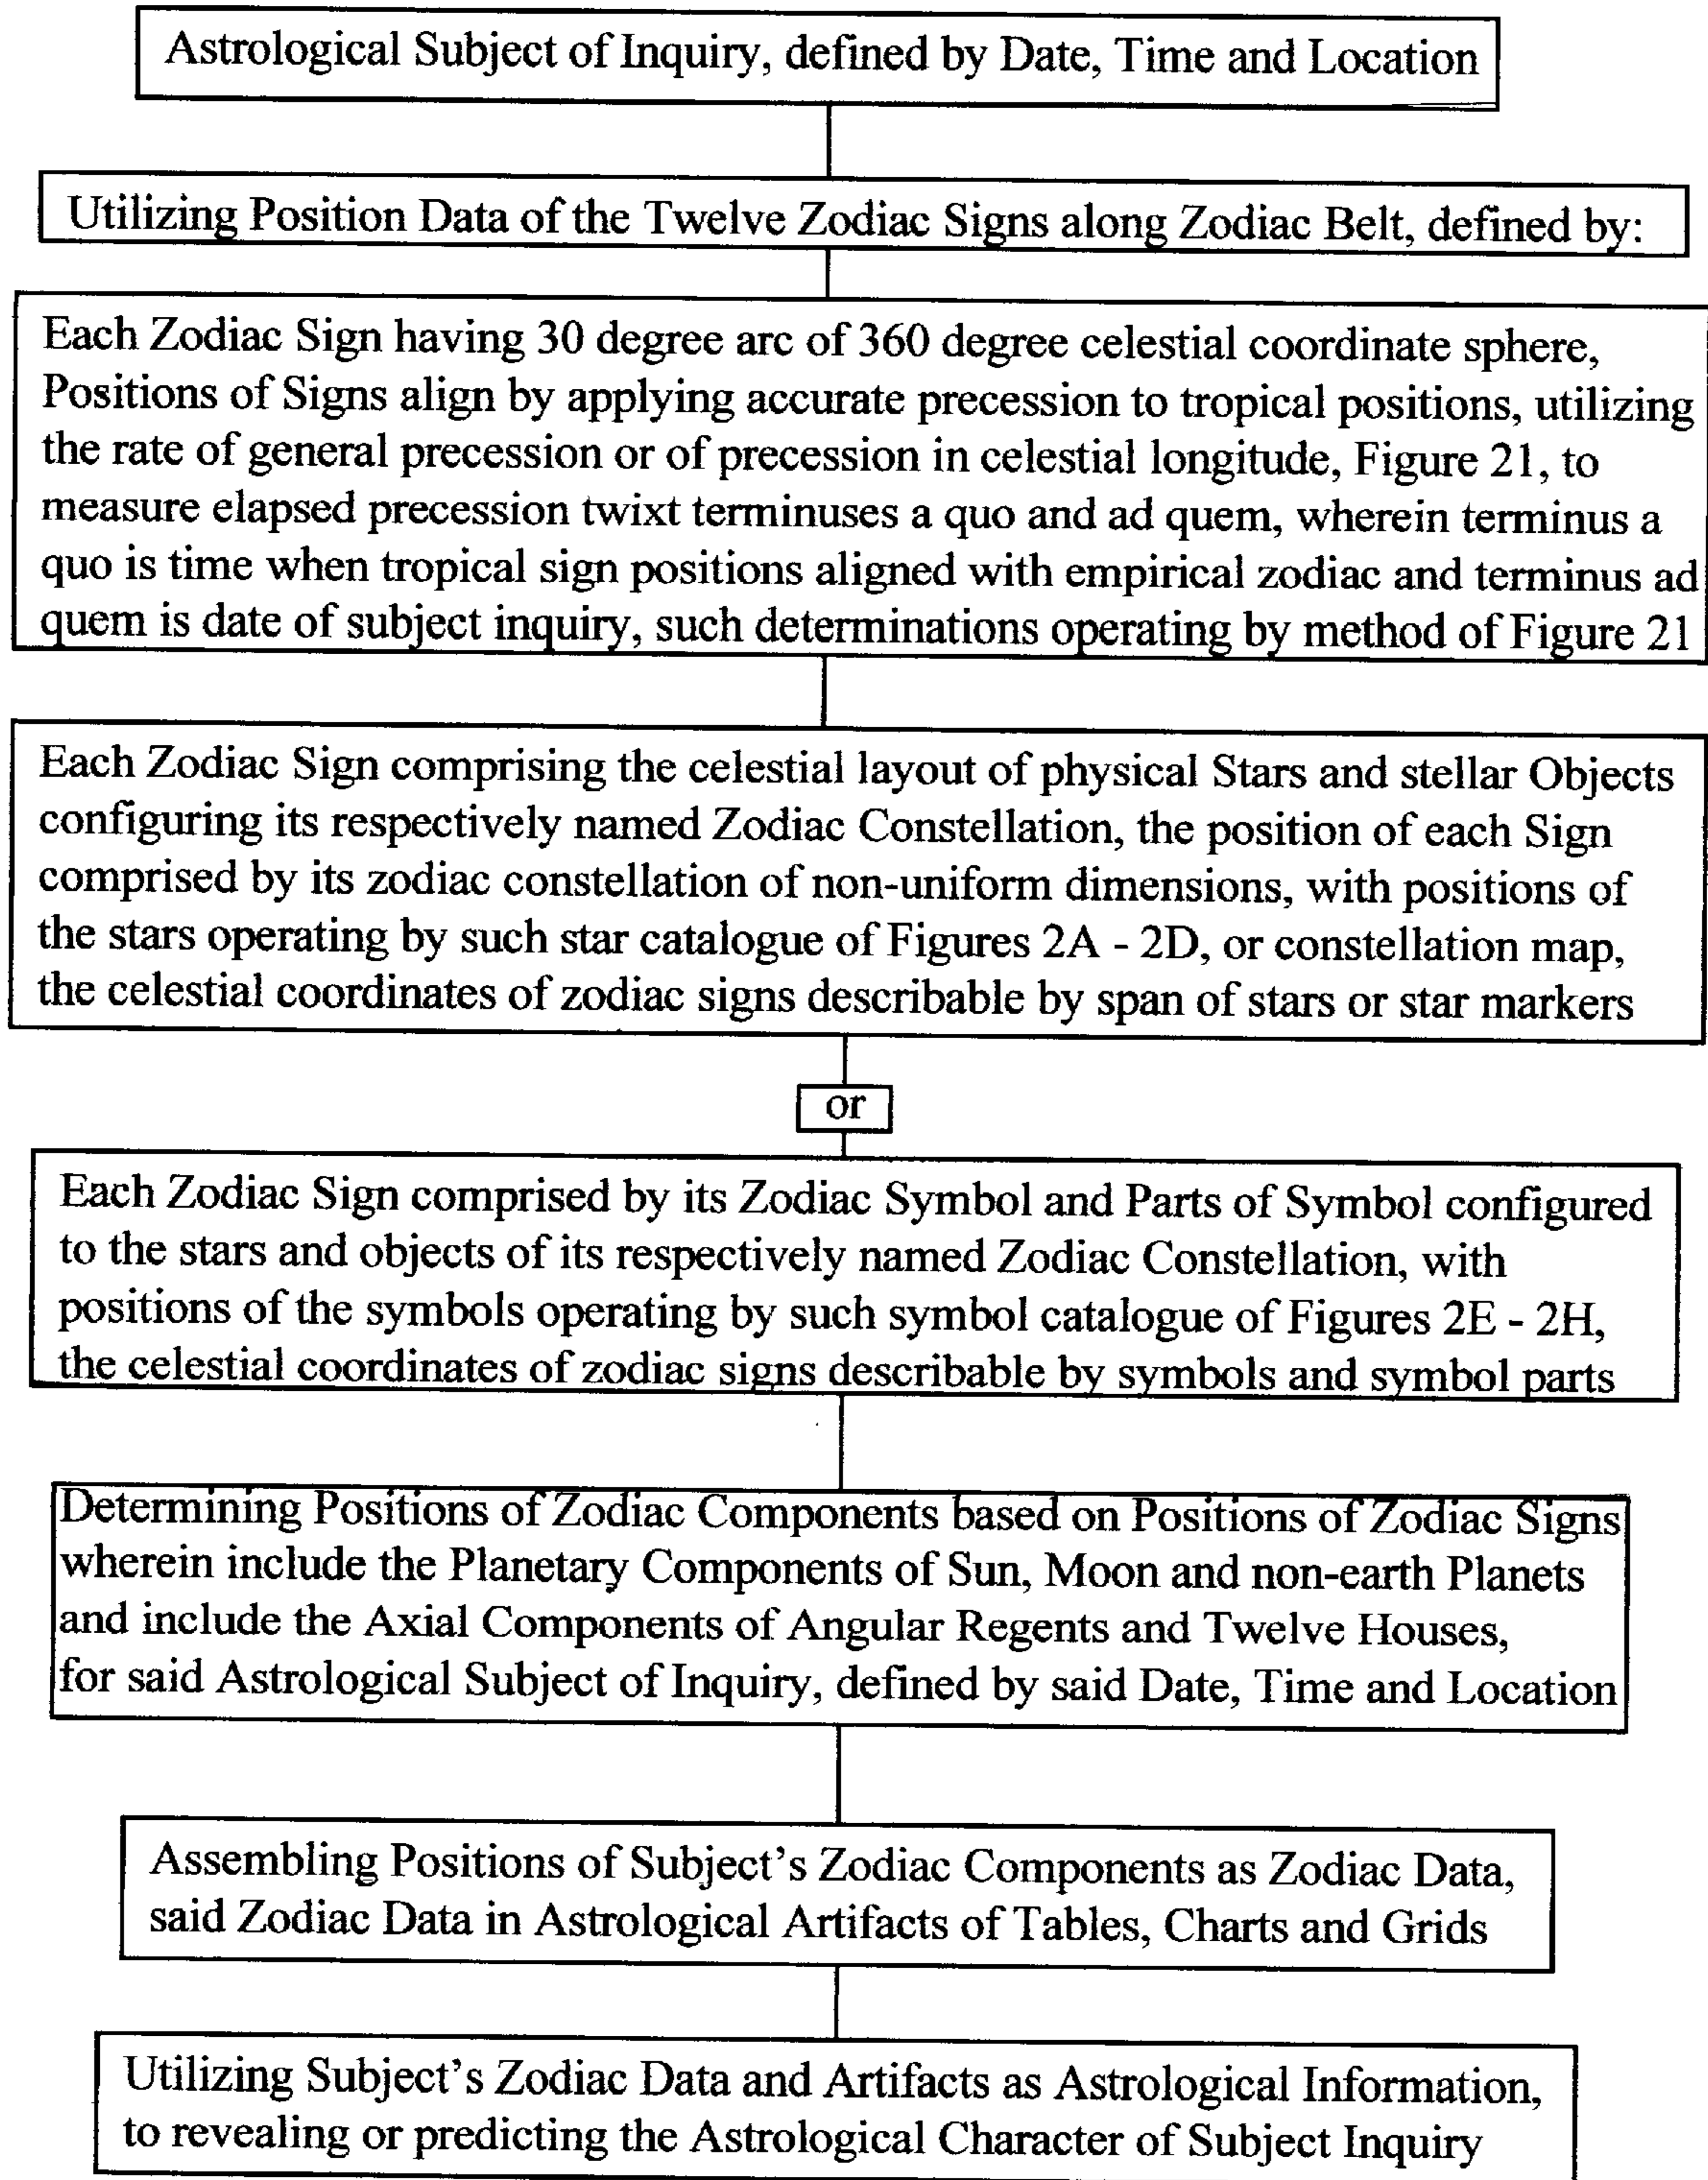 Astrological Subject of Inquiry, defined by Date, Time and Location
Utilizing Position Data of the Twelve Zodiac Signs along Zodiac Belt, defined by:
Each Zodiac Sign having 30 degree arc of 360 degree celestial coordinate sphere,
Positions of Signs align by applying accurate precession to tropical positions, utilizing
the rate of general precession or of precession in celestial longitude, Figure 21, to
measure elapsed precession twixt terminuses a quo and ad quem, wherein terminus a
quo is time when tropical sign positions aligned with empirical zodiac and terminus ad
quem is date of subject inquiry, such determinations operating by method of Figure 21
Each Zodiac Sign comprising the celestial layout of physical Stars and stellar Objects
configuring its respectively named Zodiac Constellation, the position of each Sign
comprised by its zodiac constellation of non-uniform dimensions, with positions of
the stars operating by such star catalogue of Figures 2A - 2D, or constellation map,
the celestial coordinates of zodiac signs describable by span of stars or star markers
or
Each Zodiac Sign comprised by its Zodiac Symbol and Parts of Symbol configured
to the stars and objects of its respectively named Zodiac Constellation, with
positions of the symbols operating by such symbol catalogue of Figures 2E - 2H,
the celestial coordinates of zodiac signs describable by symbols and symbol parts
Determining Positions of Zodiac Components based on Positions of Zodiac Signs
wherein include the Planetary Components of Sun, Moon and non-earth Planets
and include the Axial Components of Angular Regents and Twelve Houses,
for said Astrological Subject of Inquiry, defined by said Date, Time and Location
Assembling Positions of Subject's Zodiac Components as Zodiac Data,
said Zodiac Data in Astrological Artifacts of Tables, Charts and Grids
Utilizing Subject's Zodiac Data and Artifacts as Astrological Information,
to revealing or predicting the Astrological Character of Subject Inquiry